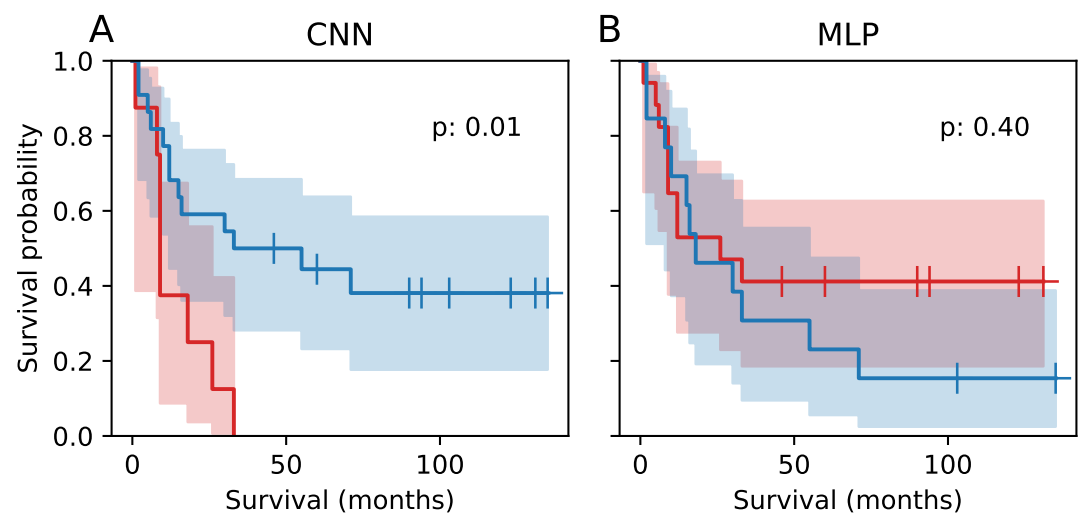 A
CNN
p: 0.01
Survival probability
1.0
0.8
0.6
0.4
0.2
0.0
0
50
100
Survival (months)
B
MLP
p: 0.40
0
50
100
Survival (months)